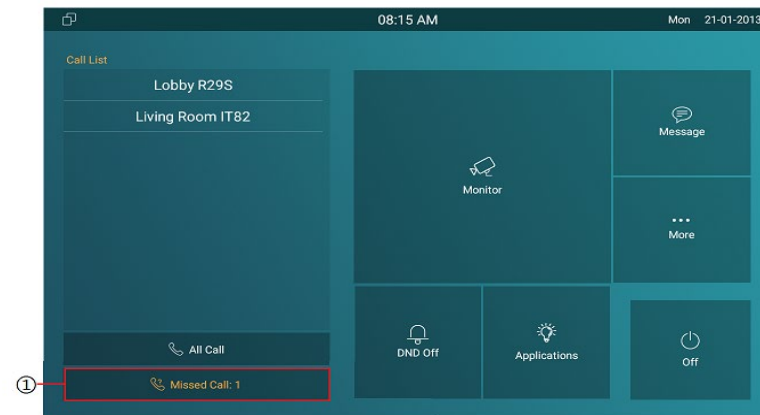 08:15 AM
Mon 21-01-2013
Call List
Lobby R29S
Living Room IT82
Monitor
Message
More
DND Off
Applications
Off
All Call
① Missed Call: 1